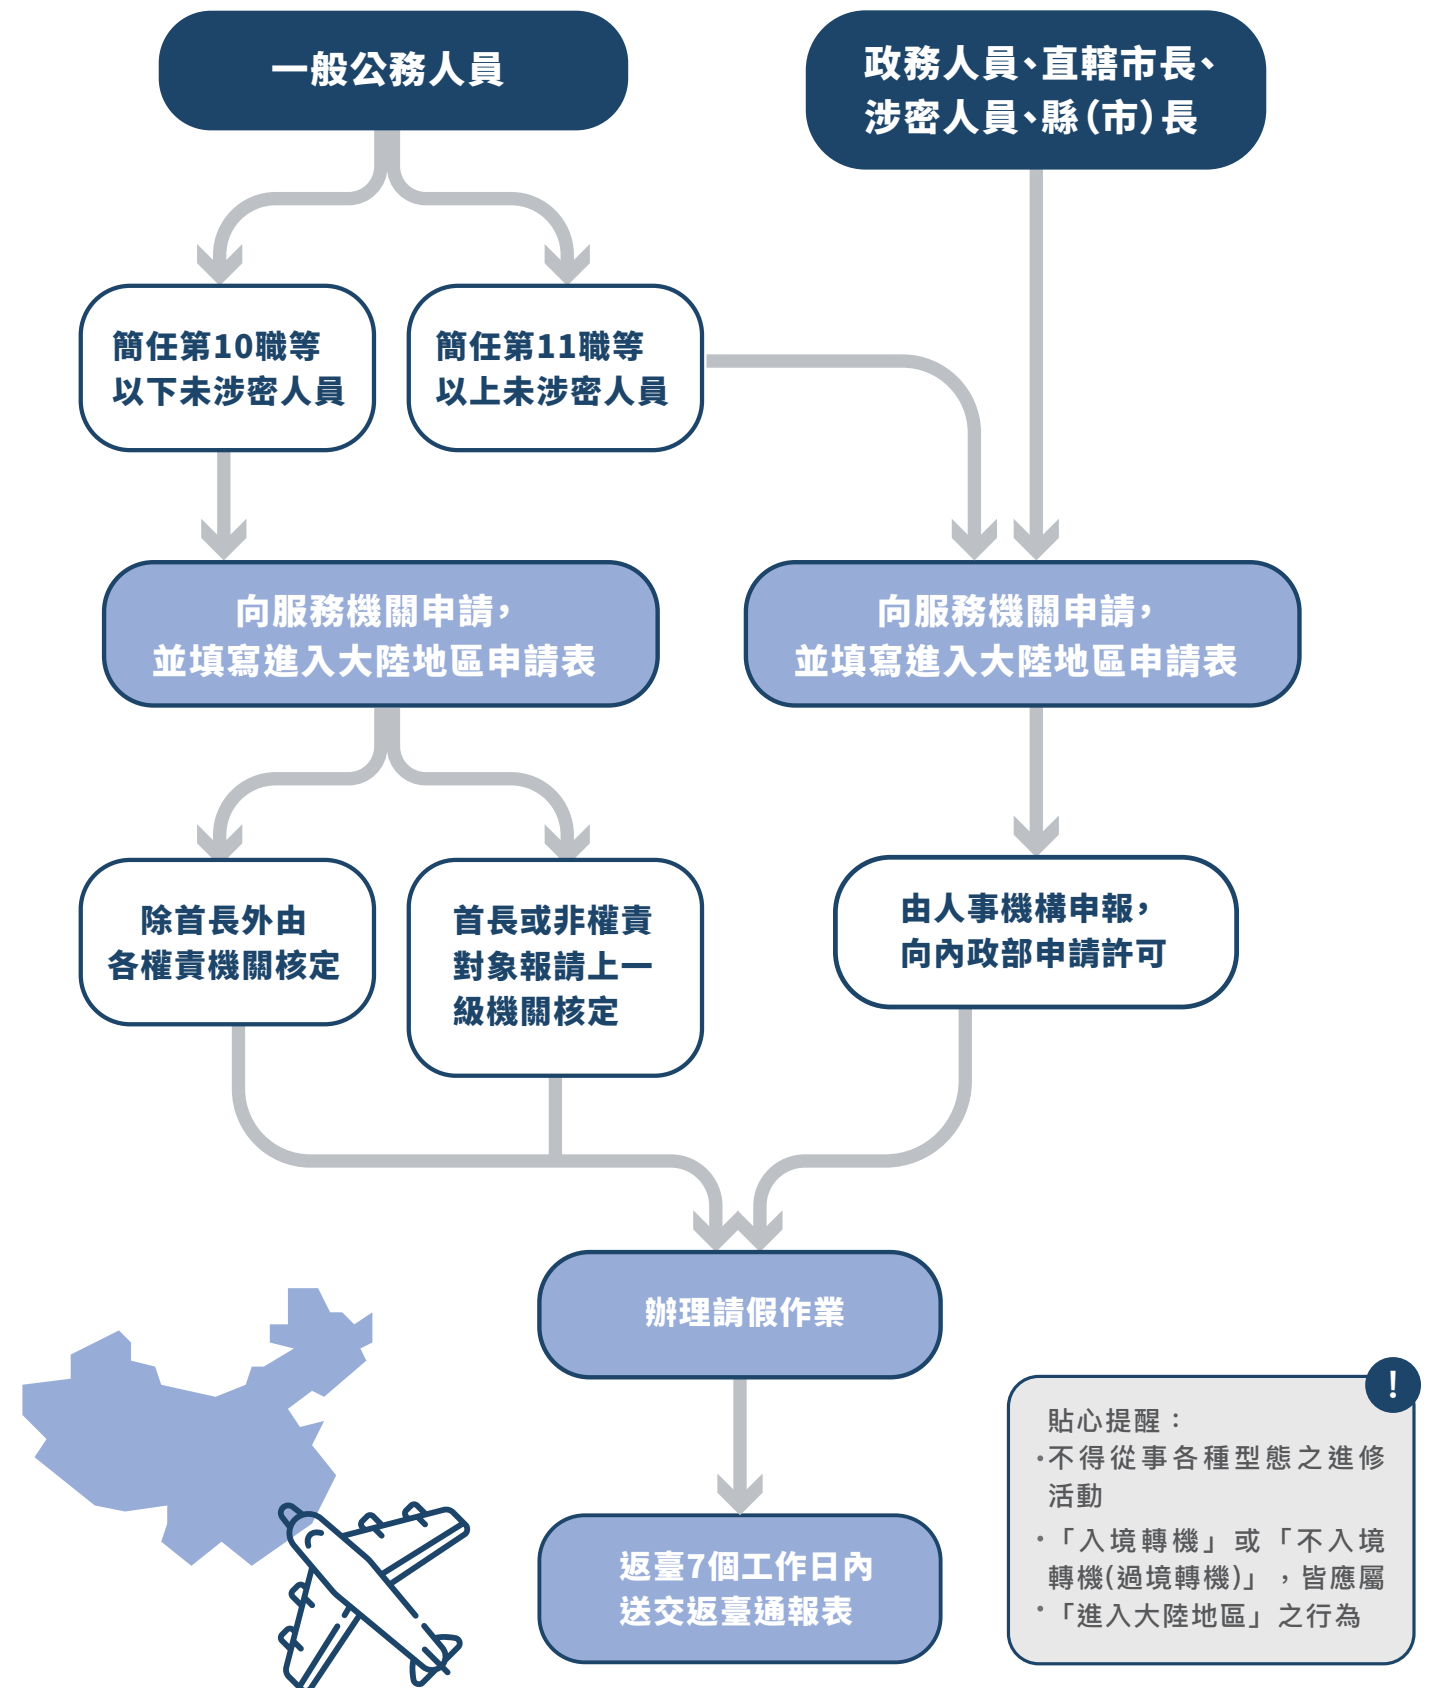 一般公務人員
政務人員、直轄市長、
涉密人員、縣(市)長
簡任第10職等
以下未涉密人員
簡任第11職等
以上未涉密人員
向服務機關申請，
並填寫進入大陸地區申請表
向服務機關申請，
並填寫進入大陸地區申請表
除首長外由
各權責機關核定
首長或非權責
對象報請上一
級機關核定
由人事機構申報，
向內政部申請許可
辦理請假作業
返臺7個工作日內
送交返臺通報表
!
貼心提醒：
·不得從事各種型態之進修
活動
·「入境轉機」或「不入境
轉機(過境轉機)」，皆應屬
·「進入大陸地區」之行為